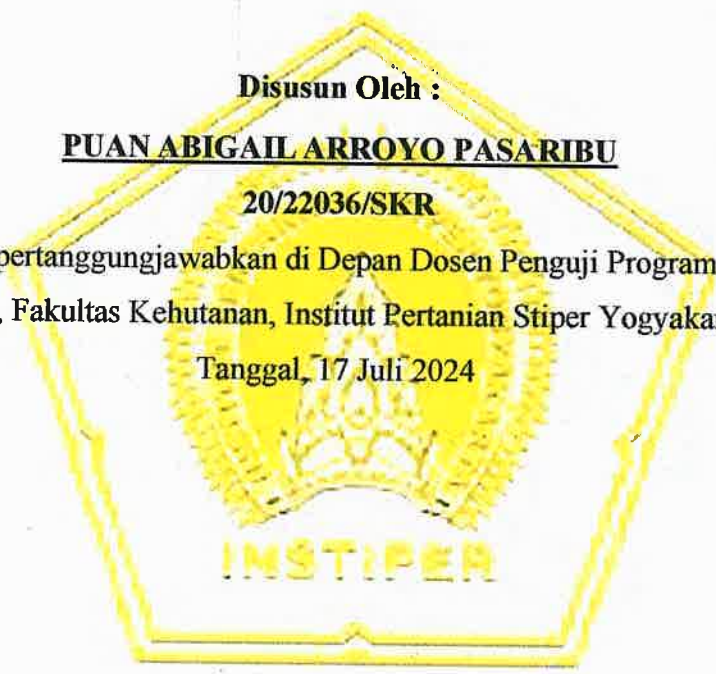 Disusun Oleh :
PUAN ABIGAIL ARROYO PASARIBU
20/22036/SKR
pertanggungjawabkan di Depan Dosen Penguji Program
, Fakultas Kehutanan, Institut Pertanian Stiper Yogyaka
Tanggal, 17 Juli 2024
INSTIPER